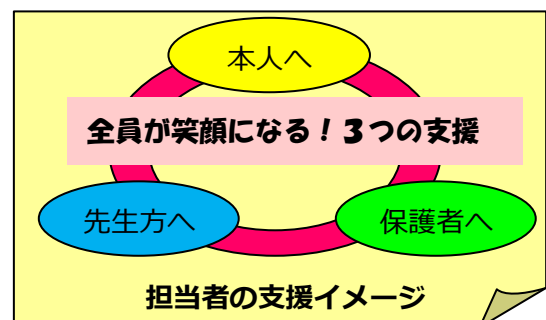 本人へ
全員が笑顔になる！３つの支援
先生方へ
保護者へ
担当者の支援イメージ